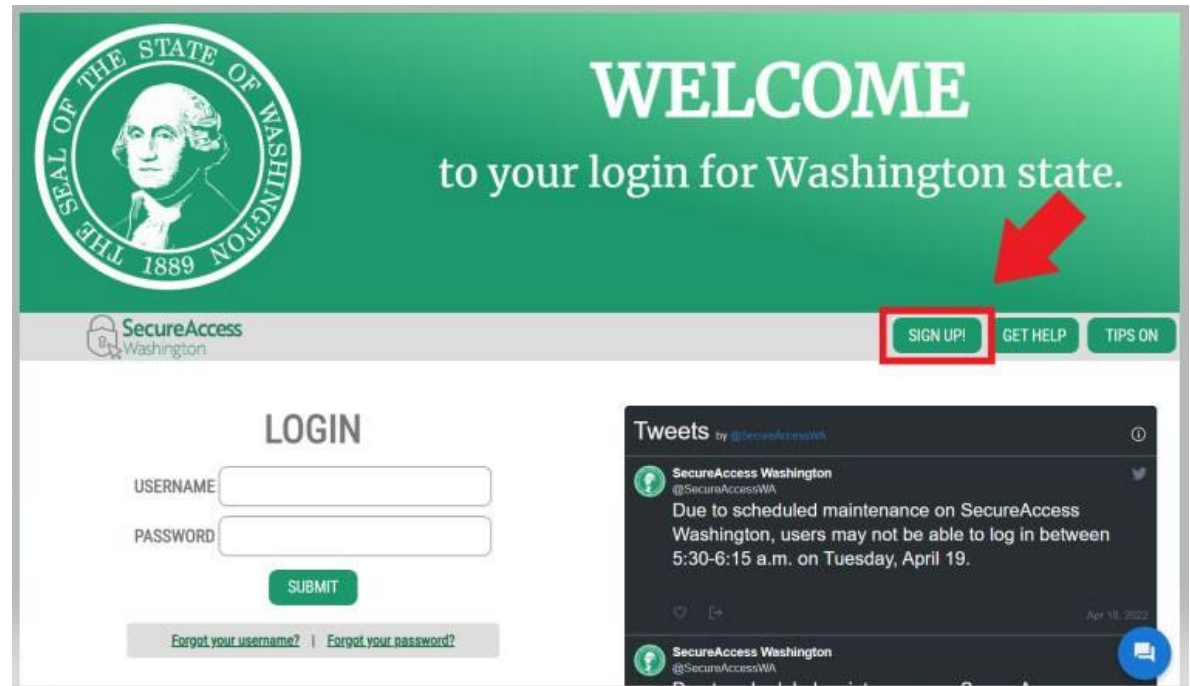 THE SEAL OF THE STATE OF WASHINGTON
1889
WELCOME
to your login for Washington state.
SecureAccess
Washington
SIGN UP!
GET HELP
TIPS ON
LOGIN
USERNAME
PASSWORD
SUBMIT
Forgot your username? | Forgot your password?
Tweets by @SecureAccessWA
SecureAccess Washington
@SecureAccessWA
Due to scheduled maintenance on SecureAccess
Washington, users may not be able to log in between
5:30-6:15 a.m. on Tuesday, April 19.
Apr 18, 2022
SecureAccess Washington
@SecureAccessWA